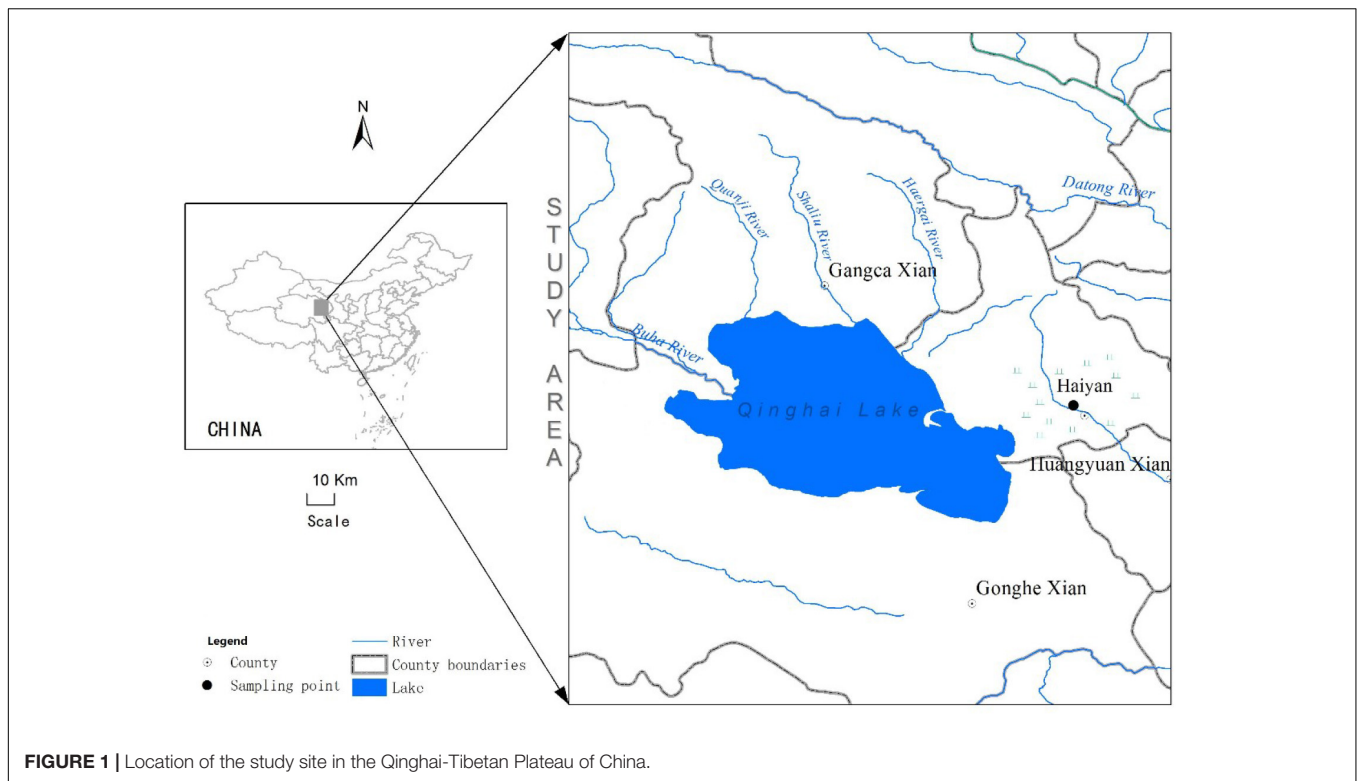 N
STUDY AREA
CHINA
10 Km
Scale
Quanji River
Shaliu River
Haergai River
Datong River
Gangca Xian
Buha River
Qinghai Lake
Haiyan
Huangyuan Xian
Gonghe Xian
Legend
County
Sampling point
River
County boundaries
Lake
FIGURE 1 | Location of the study site in the Qinghai-Tibetan Plateau of China.